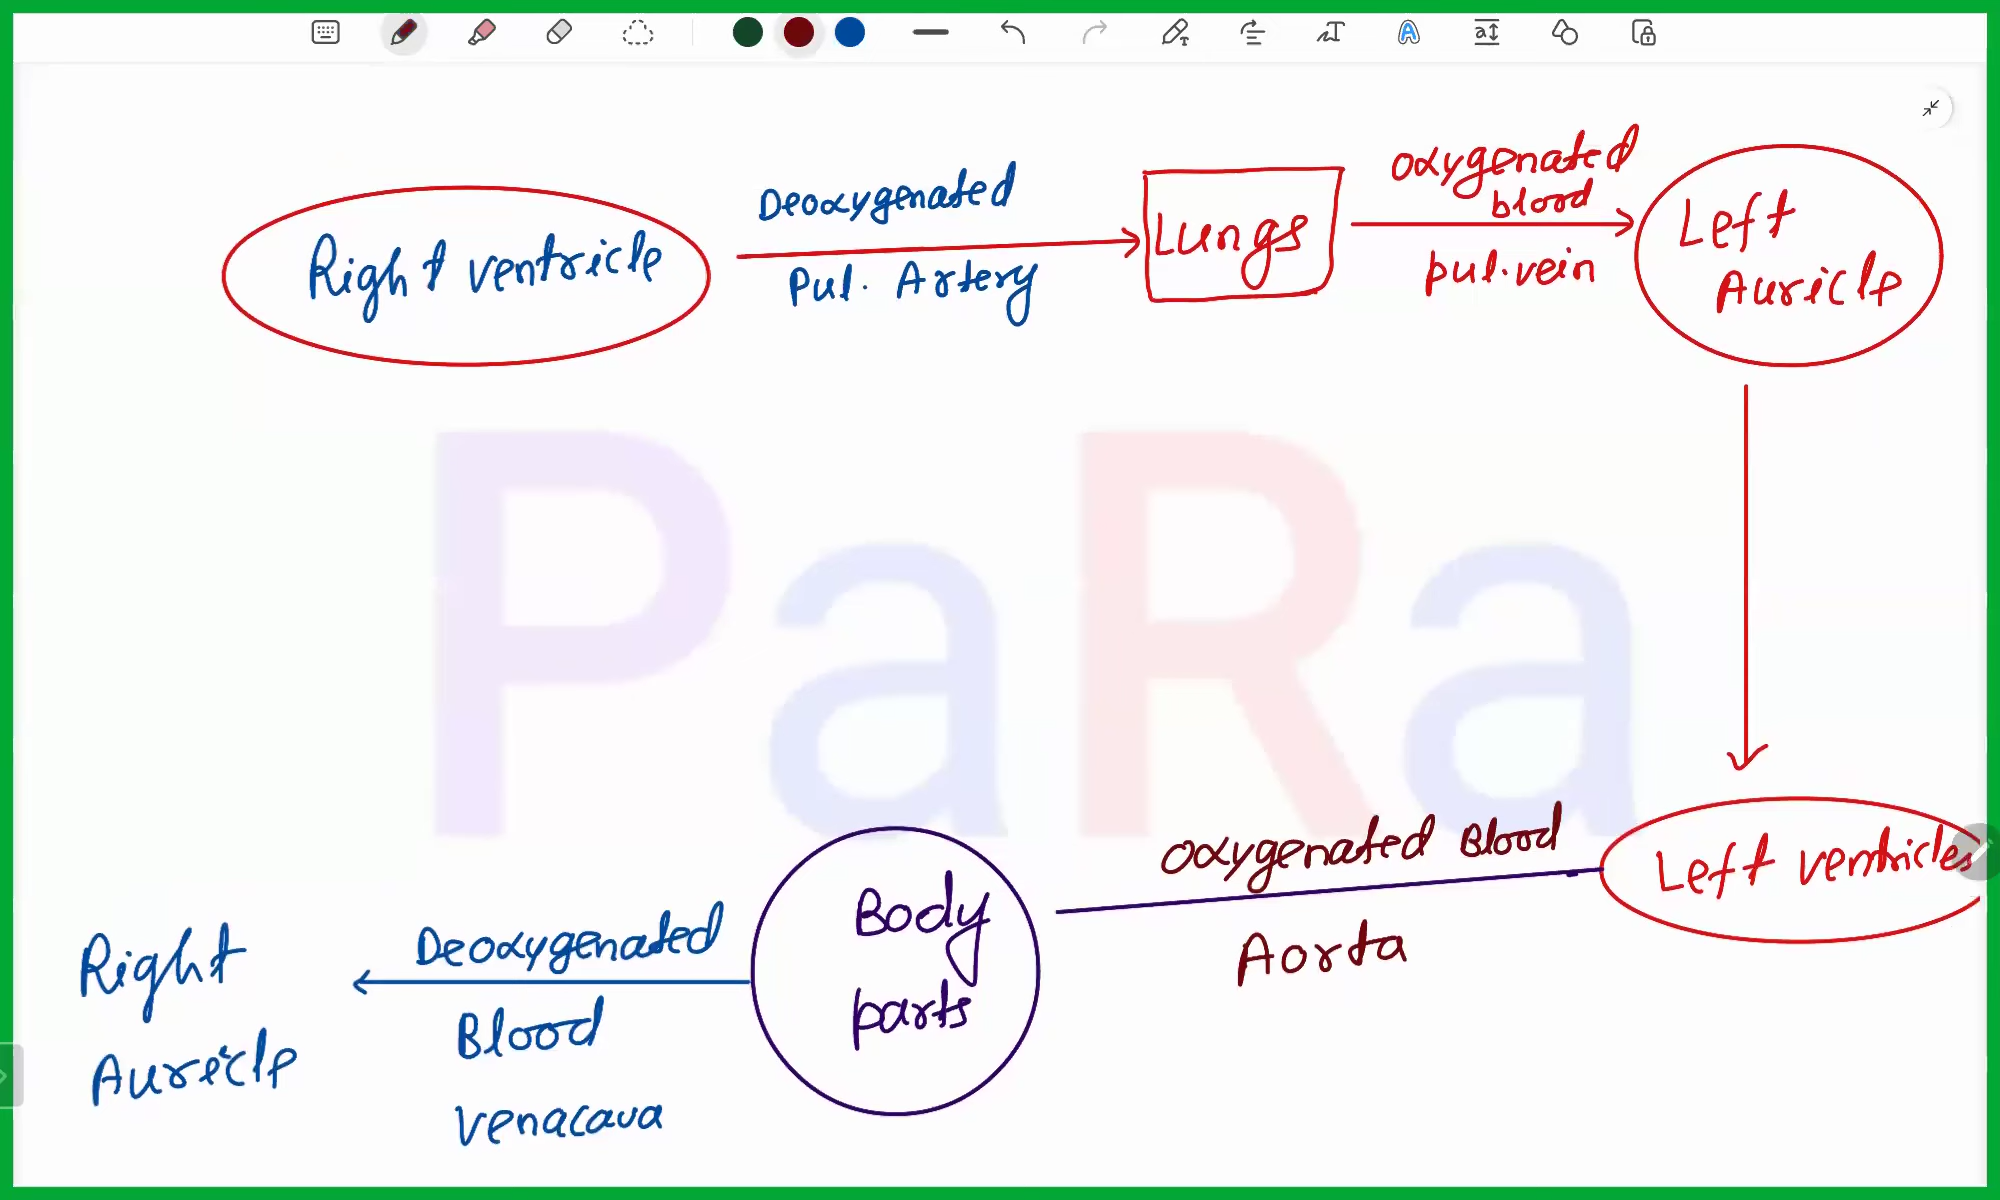 Right ventricle
Deoxygenated
Pul. Artery
Lungs
oxygenated
blood
pul.vein
Left
Auricle
PaRa
Left ventricles
oxygenated Blood
Aorta
Body
parts
Deoxygenated
Blood
venacava
Right
Auricle